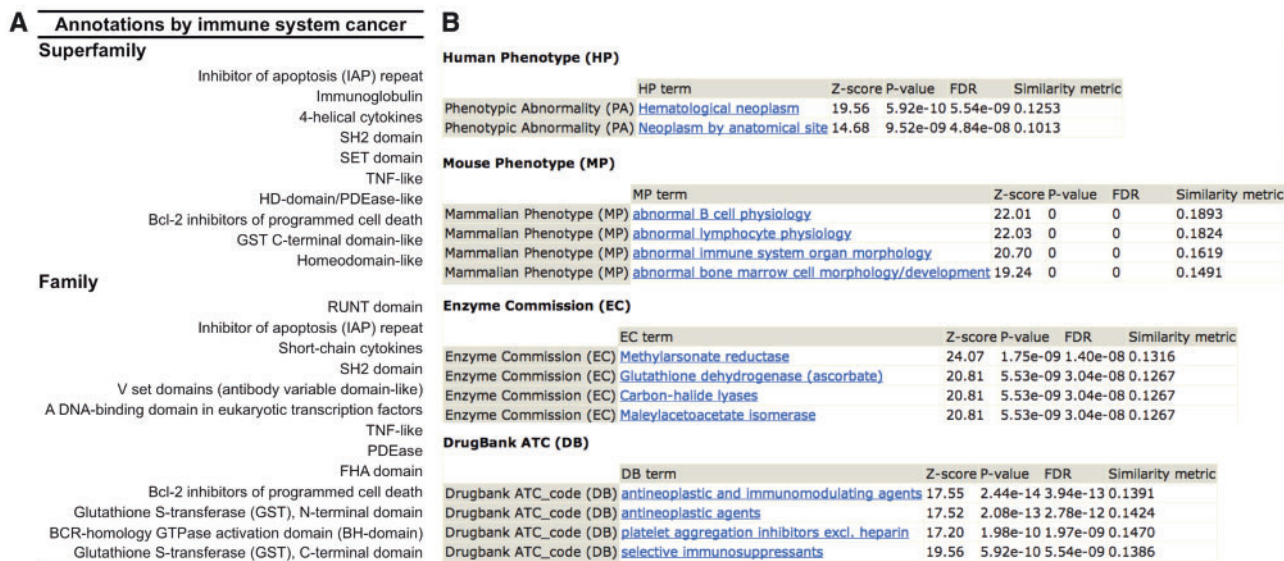 A
Annotations by immune system cancer
Superfamily
Inhibitor of apoptosis (IAP) repeat
Immunoglobulin
4-helical cytokines
SH2 domain
SET domain
TNF-like
HD-domain/PDEase-like
Bcl-2 inhibitors of programmed cell death
GST C-terminal domain-like
Homeodomain-like
Family
RUNT domain
Inhibitor of apoptosis (IAP) repeat
Short-chain cytokines
SH2 domain
V set domains (antibody variable domain-like)
A DNA-binding domain in eukaryotic transcription factors
TNF-like
PDEase
FHA domain
Bcl-2 inhibitors of programmed cell death
Glutathione S-transferase (GST), N-terminal domain
BCR-homology GTPase activation domain (BH-domain)
Glutathione S-transferase (GST), C-terminal domain
B
Human Phenotype (HP)
HP term Z-score P-value FDR Similarity metric
Phenotypic Abnormality (PA) Hematological neoplasm 19.56 5.92e-10 5.54e-09 0.1253
Phenotypic Abnormality (PA) Neoplasm by anatomical site 14.68 9.52e-09 4.84e-08 0.1013
Mouse Phenotype (MP)
MP term Z-score P-value FDR Similarity metric
Mammalian Phenotype (MP) abnormal B cell physiology 22.01 0 0 0.1893
Mammalian Phenotype (MP) abnormal lymphocyte physiology 22.03 0 0 0.1824
Mammalian Phenotype (MP) abnormal immune system organ morphology 20.70 0 0 0.1619
Mammalian Phenotype (MP) abnormal bone marrow cell morphology/development 19.24 0 0 0.1491
Enzyme Commission (EC)
EC term Z-score P-value FDR Similarity metric
Enzyme Commission (EC) Methylarsonate reductase 24.07 1.75e-09 1.40e-08 0.1316
Enzyme Commission (EC) Glutathione dehydrogenase (ascorbate) 20.81 5.53e-09 3.04e-08 0.1267
Enzyme Commission (EC) Carbon-halide lyases 20.81 5.53e-09 3.04e-08 0.1267
Enzyme Commission (EC) Maleylacetoacetate isomerase 20.81 5.53e-09 3.04e-08 0.1267
DrugBank ATC (DB)
DB term Z-score P-value FDR Similarity metric
Drugbank ATC_code (DB) antineoplastic and immunomodulating agents 17.55 2.44e-14 3.94e-13 0.1391
Drugbank ATC_code (DB) antineoplastic agents 17.52 2.08e-13 2.78e-12 0.1424
Drugbank ATC_code (DB) platelet aggregation inhibitors excl. heparin 17.20 1.98e-10 1.97e-09 0.1470
Drugbank ATC_code (DB) selective immunosuppressants 19.56 5.92e-10 5.54e-09 0.1386